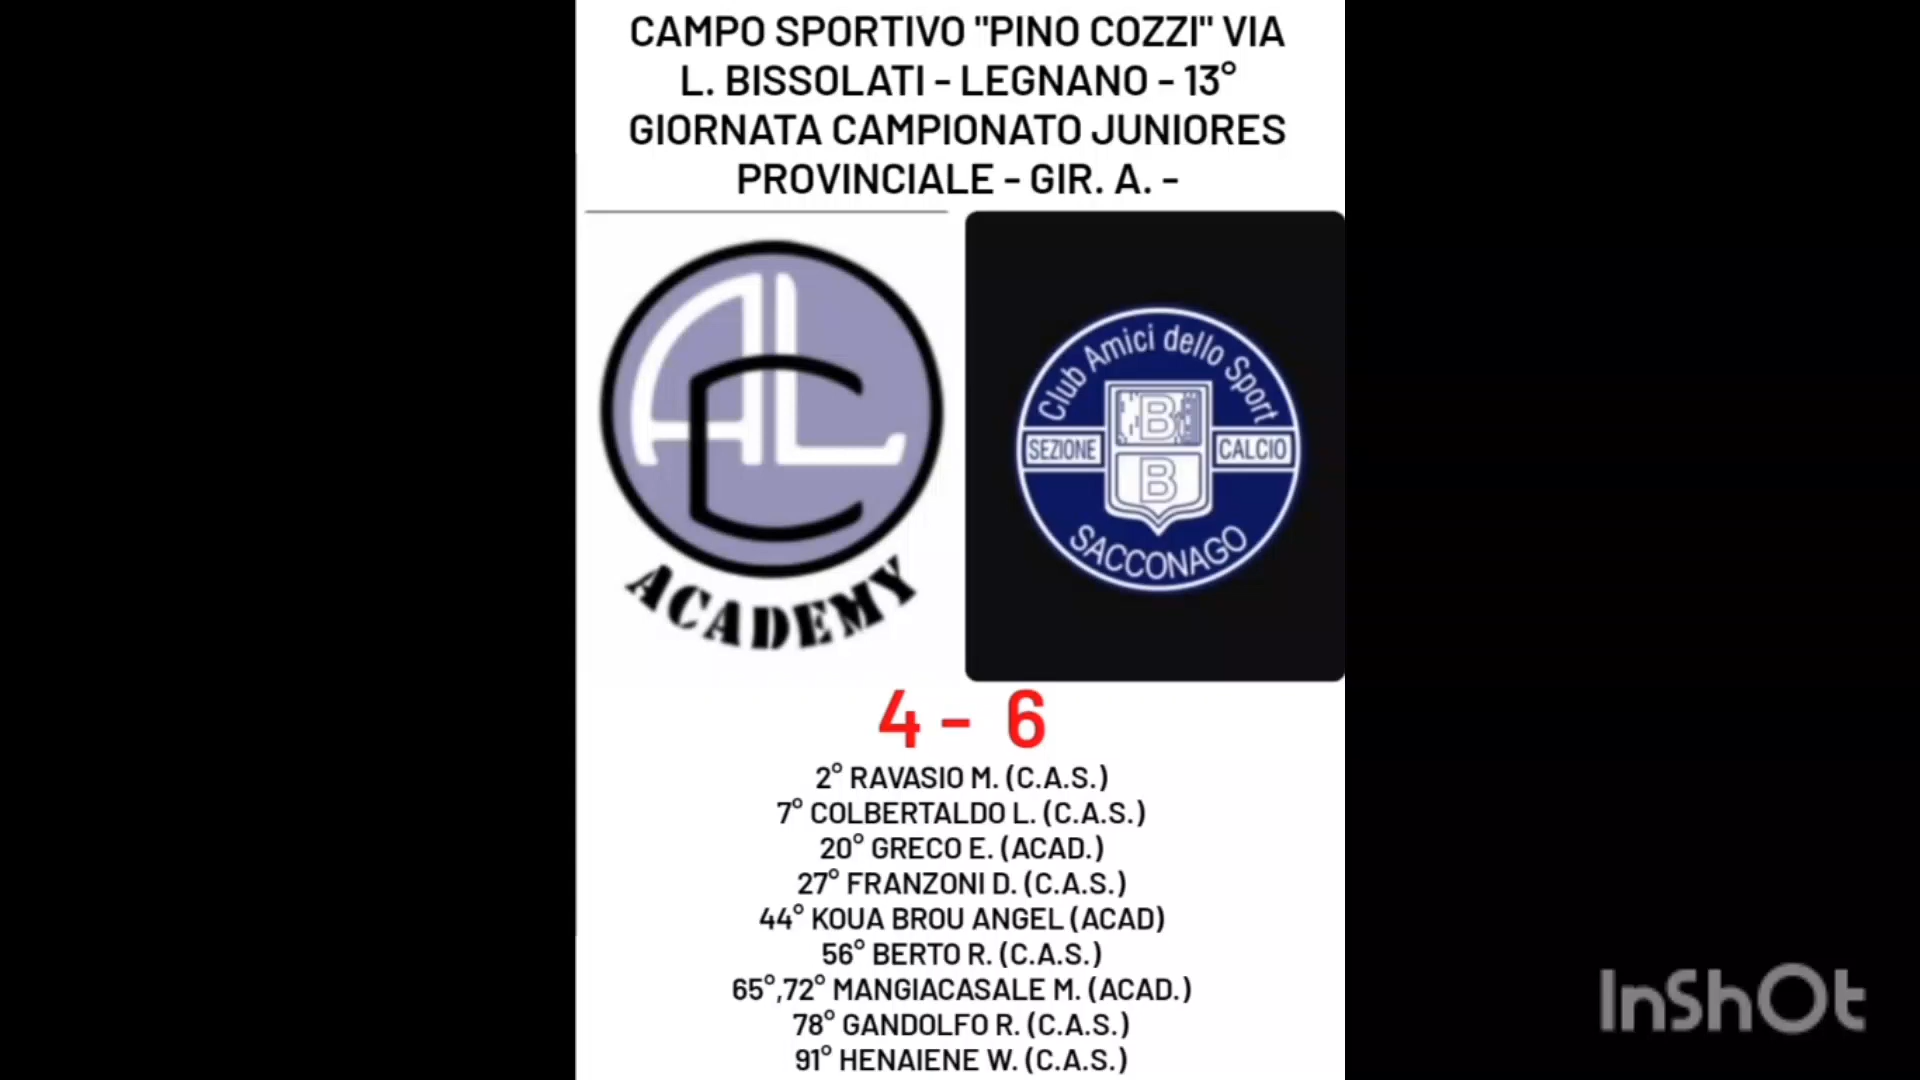 CAMPO SPORTIVO "PINO COZZI" VIA
L. BISSOLATI - LEGNANO - 13°
GIORNATA CAMPIONATO JUNIORES
PROVINCIALE - GIR. A. -
ALC
ACADEMY
Club Amici dello Sport
SEZIONE
B
CALCIO
B
SACCONAGO
4 - 6
2° RAVASIO M. (C.A.S.)
7° COLBERTALDO L. (C.A.S.)
20° GRECO E. (ACAD.)
27° FRANZONI D. (C.A.S.)
44° KOUA BROU ANGEL (ACAD)
56° BERTO R. (C.A.S.)
65°,72° MANGIACASALE M. (ACAD.)
78° GANDOLFO R. (C.A.S.)
91° HENAIENE W. (C.A.S.)
InShOt